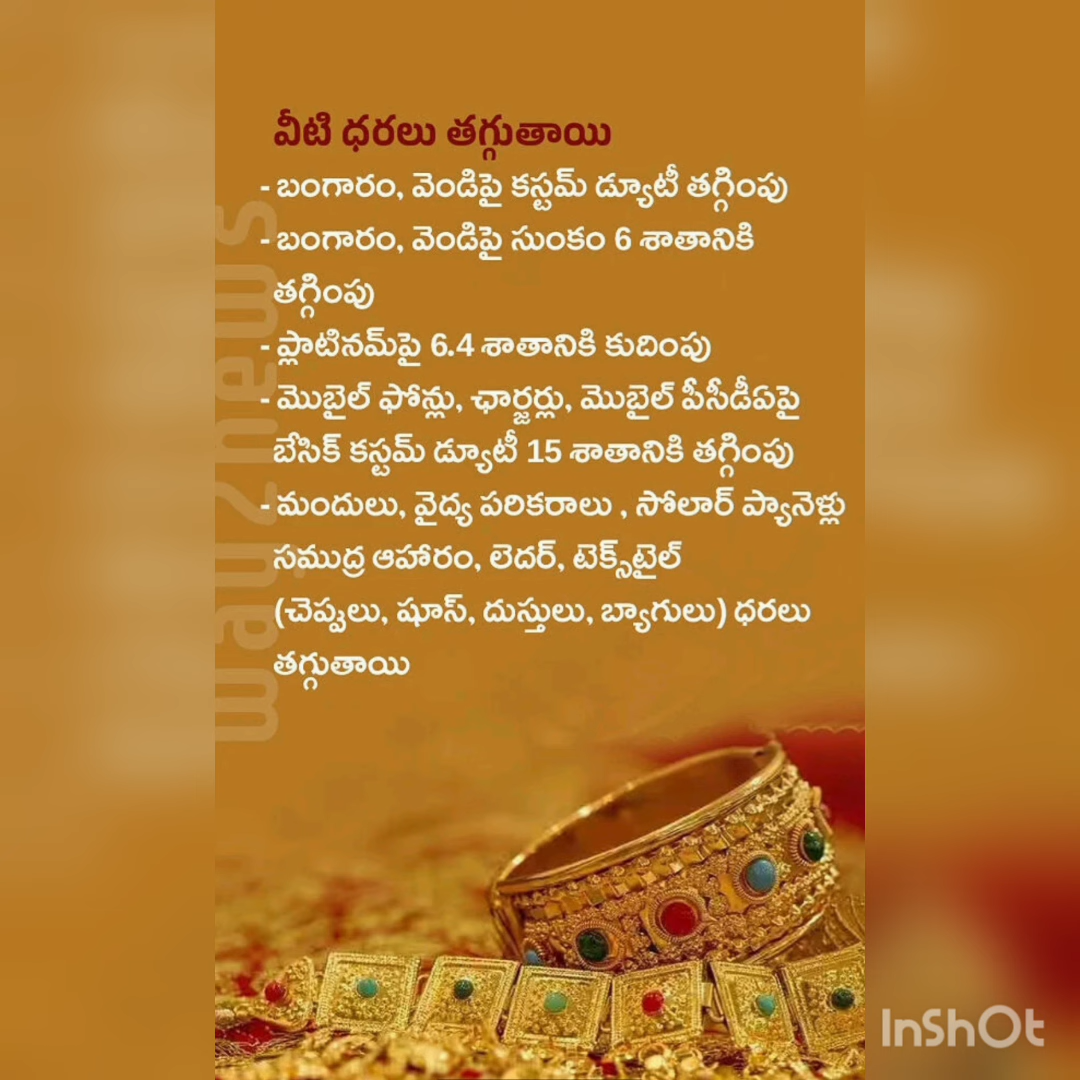 వీటి ధరలు తగ్గుతాయి
- బంగారం, వెండిపై కస్టమ్ డ్యూటీ తగ్గింపు
- బంగారం, వెండిపై సుంకం 6 శాతానికి
తగ్గింపు
- ప్లాటినమ్‌పై 6.4 శాతానికి కుదింపు
- మొబైల్ ఫోన్లు, ఛార్జర్లు, మొబైల్ పీసీడీఏపై
బేసిక్ కస్టమ్ డ్యూటీ 15 శాతానికి తగ్గింపు
- మందులు, వైద్య పరికరాలు , సోలార్ ప్యానెళ్లు
సముద్ర ఆహారం, లెదర్, టెక్స్‌టైల్
(చెప్పులు, షూస్, దుస్తులు, బ్యాగులు) ధరలు
తగ్గుతాయి
way2news
InShOt